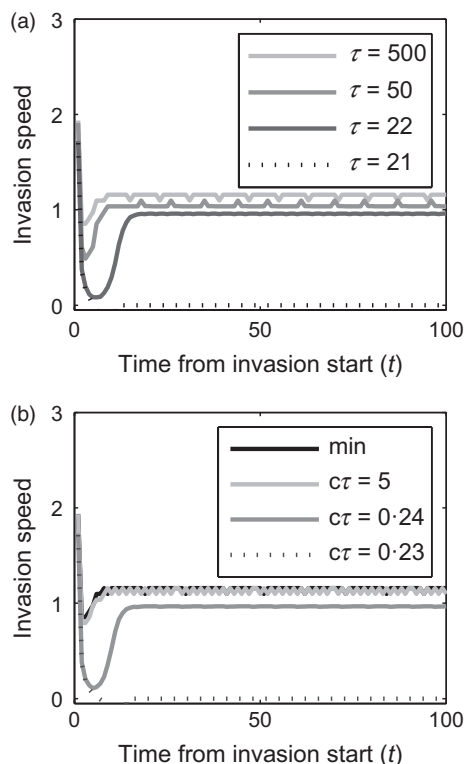 (a)
3
2
1
0
Invasion speed
τ = 500
τ = 50
τ = 22
τ = 21
0
50
100
Time from invasion start (t)
(b)
3
2
1
0
Invasion speed
min
cτ = 5
cτ = 0·24
cτ = 0·23
0
50
100
Time from invasion start (t)